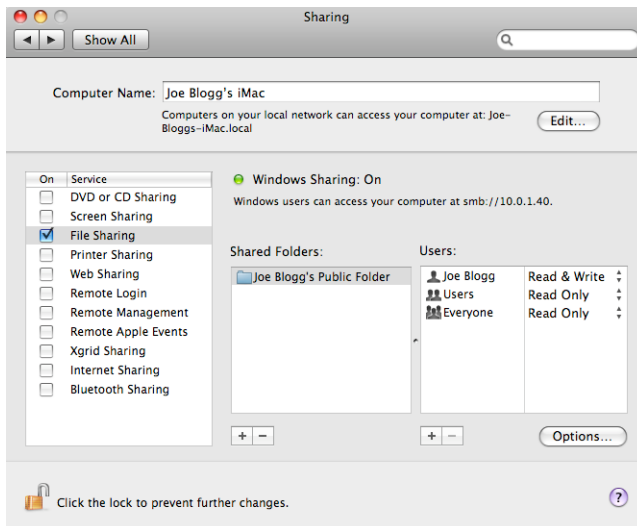 Sharing
Show All
Computer Name: Joe Blogg's iMac
Computers on your local network can access your computer at: Joe-
Bloggs-iMac.local
Edit...
On Service
DVD or CD Sharing
Screen Sharing
File Sharing
Printer Sharing
Web Sharing
Remote Login
Remote Management
Remote Apple Events
Xgrid Sharing
Internet Sharing
Bluetooth Sharing
Windows Sharing: On
Windows users can access your computer at smb://10.0.1.40.
Shared Folders:
Joe Blogg's Public Folder
Users:
Joe Blogg Read & Write
Users Read Only
Everyone Read Only
+ −
+ −
Options...
Click the lock to prevent further changes.
?